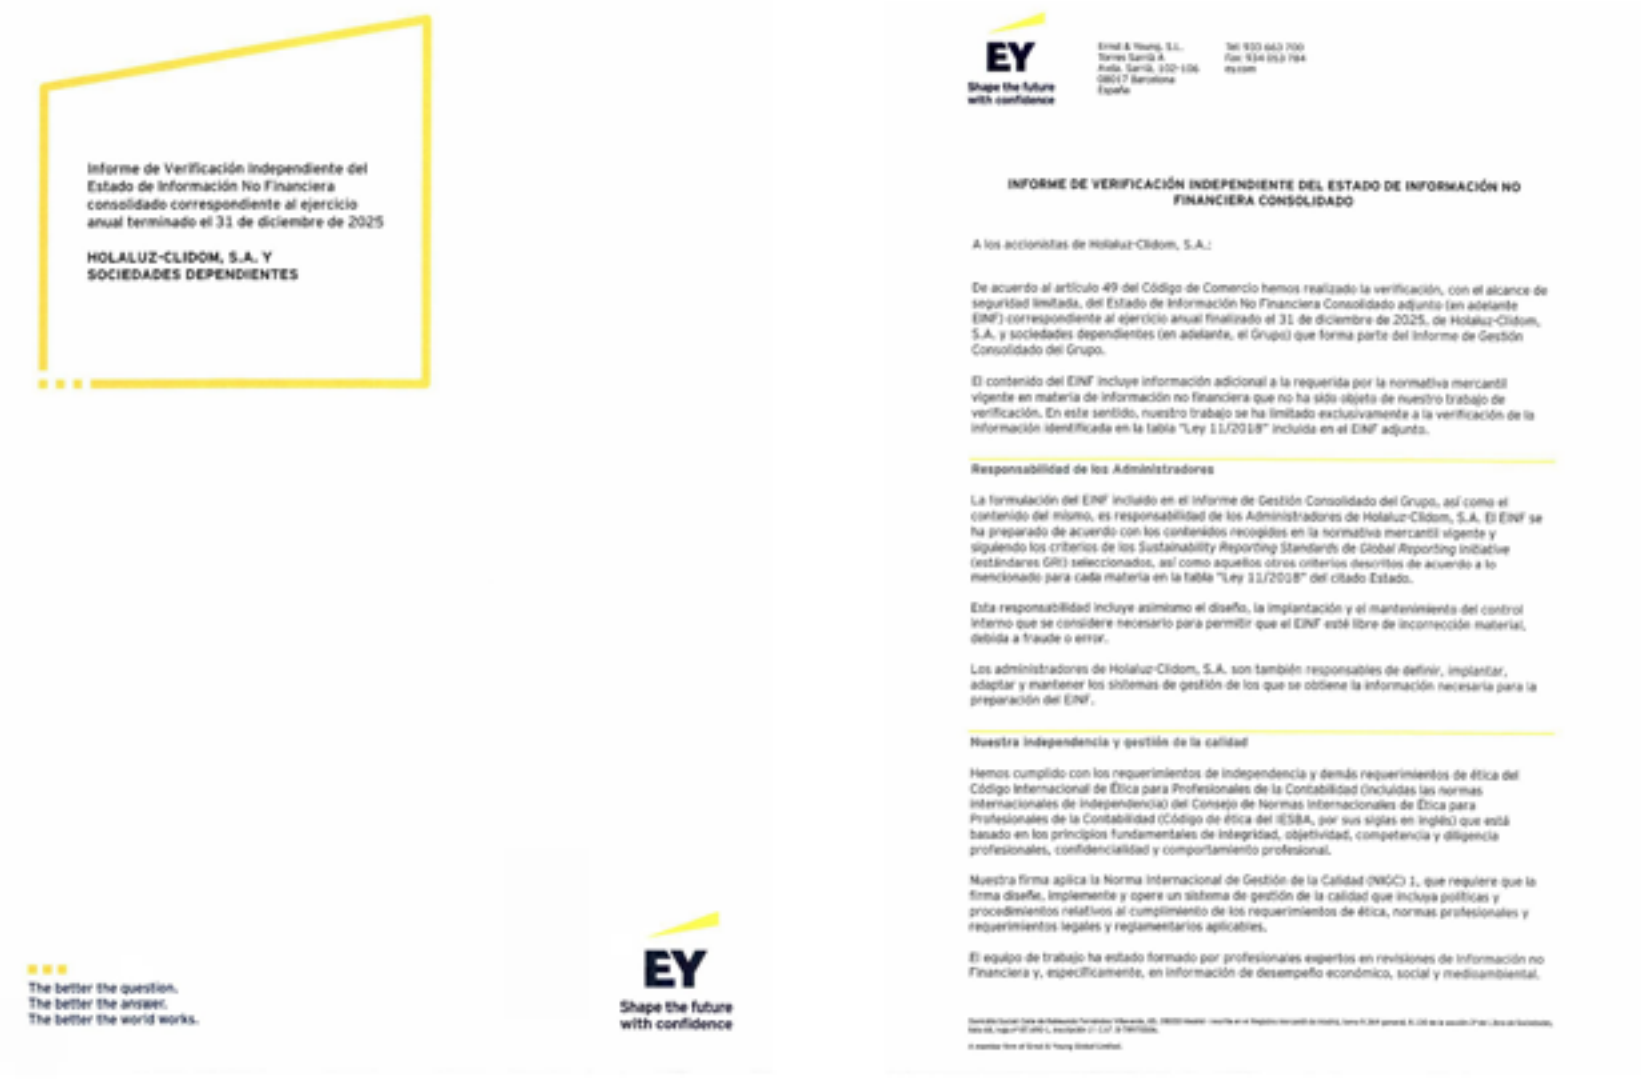 Informe de Verificación Independiente del
Estado de Información No Financiera
consolidado correspondiente al ejercicio
anual terminado el 31 de diciembre de 2025
HOLALUZ-CLIDOM, S.A. Y
SOCIEDADES DEPENDIENTES
The better the question.
The better the answer.
The better the world works.
EY
Shape the future
with confidence
EY
Shape the future
with confidence
Ernst & Young, S.L.
Torres Sarrià A
Avda. Sarrià, 102-106
08017 Barcelona
España
Tel: 933 663 700
Fax: 934 053 784
ey.com
INFORME DE VERIFICACIÓN INDEPENDIENTE DEL ESTADO DE INFORMACIÓN NO
FINANCIERA CONSOLIDADO
A los accionistas de Holaluz-Clidom, S.A.:
De acuerdo al artículo 49 del Código de Comercio hemos realizado la verificación, con el alcance de
seguridad limitada, del Estado de Información No Financiera Consolidado adjunto (en adelante
EINF) correspondiente al ejercicio anual finalizado el 31 de diciembre de 2025, de Holaluz-Clidom,
S.A. y sociedades dependientes (en adelante, el Grupo) que forma parte del Informe de Gestión
Consolidado del Grupo.
El contenido del EINF incluye información adicional a la requerida por la normativa mercantil
vigente en materia de información no financiera que no ha sido objeto de nuestro trabajo de
verificación. En este sentido, nuestro trabajo se ha limitado exclusivamente a la verificación de la
información identificada en la tabla "Ley 11/2018" incluida en el EINF adjunto.
Responsabilidad de los Administradores
La formulación del EINF incluido en el Informe de Gestión Consolidado del Grupo, así como el
contenido del mismo, es responsabilidad de los Administradores de Holaluz-Clidom, S.A. El EINF se
ha preparado de acuerdo con los contenidos recogidos en la normativa mercantil vigente y
siguiendo los criterios de los Sustainability Reporting Standards de Global Reporting Initiative
(estándares GRI) seleccionados, así como aquellos otros criterios descritos de acuerdo a lo
mencionado para cada materia en la tabla "Ley 11/2018" del citado Estado.
Esta responsabilidad incluye asimismo el diseño, la implantación y el mantenimiento del control
interno que se considere necesario para permitir que el EINF esté libre de incorrección material,
debida a fraude o error.
Los administradores de Holaluz-Clidom, S.A. son también responsables de definir, implantar,
adaptar y mantener los sistemas de gestión de los que se obtiene la información necesaria para la
preparación del EINF.
Nuestra independencia y gestión de la calidad
Hemos cumplido con los requerimientos de independencia y demás requerimientos de ética del
Código Internacional de Ética para Profesionales de la Contabilidad (incluidas las normas
internacionales de independencia) del Consejo de Normas Internacionales de Ética para
Profesionales de la Contabilidad (Código de ética del IESBA, por sus siglas en inglés) que está
basado en los principios fundamentales de integridad, objetividad, competencia y diligencia
profesionales, confidencialidad y comportamiento profesional.
Nuestra firma aplica la Norma Internacional de Gestión de la Calidad (NIGC) 1, que requiere que la
firma diseñe, implemente y opere un sistema de gestión de la calidad que incluya políticas y
procedimientos relativos al cumplimiento de los requerimientos de ética, normas profesionales y
requerimientos legales y reglamentarios aplicables.
El equipo de trabajo ha estado formado por profesionales expertos en revisiones de Información no
Financiera y, específicamente, en información de desempeño económico, social y medioambiental.
A member firm of Ernst & Young Global Limited.